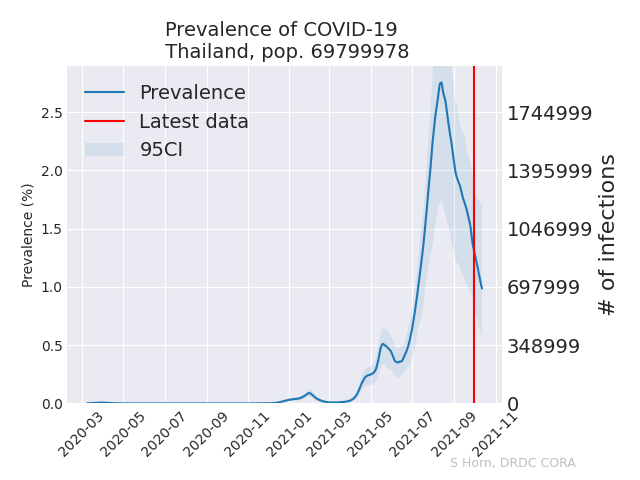 Prevalence of COVID-19
Thailand, pop. 69799978
Prevalence
Latest data
95CI
Prevalence (%)
2.5
2.0
1.5
1.0
0.5
0.0
1744999
1395999
1046999
697999
348999
0
# of infections
2020-03
2020-05
2020-07
2020-09
2020-11
2021-01
2021-03
2021-05
2021-07
2021-09
2021-11
S Horn, DRDC CORA